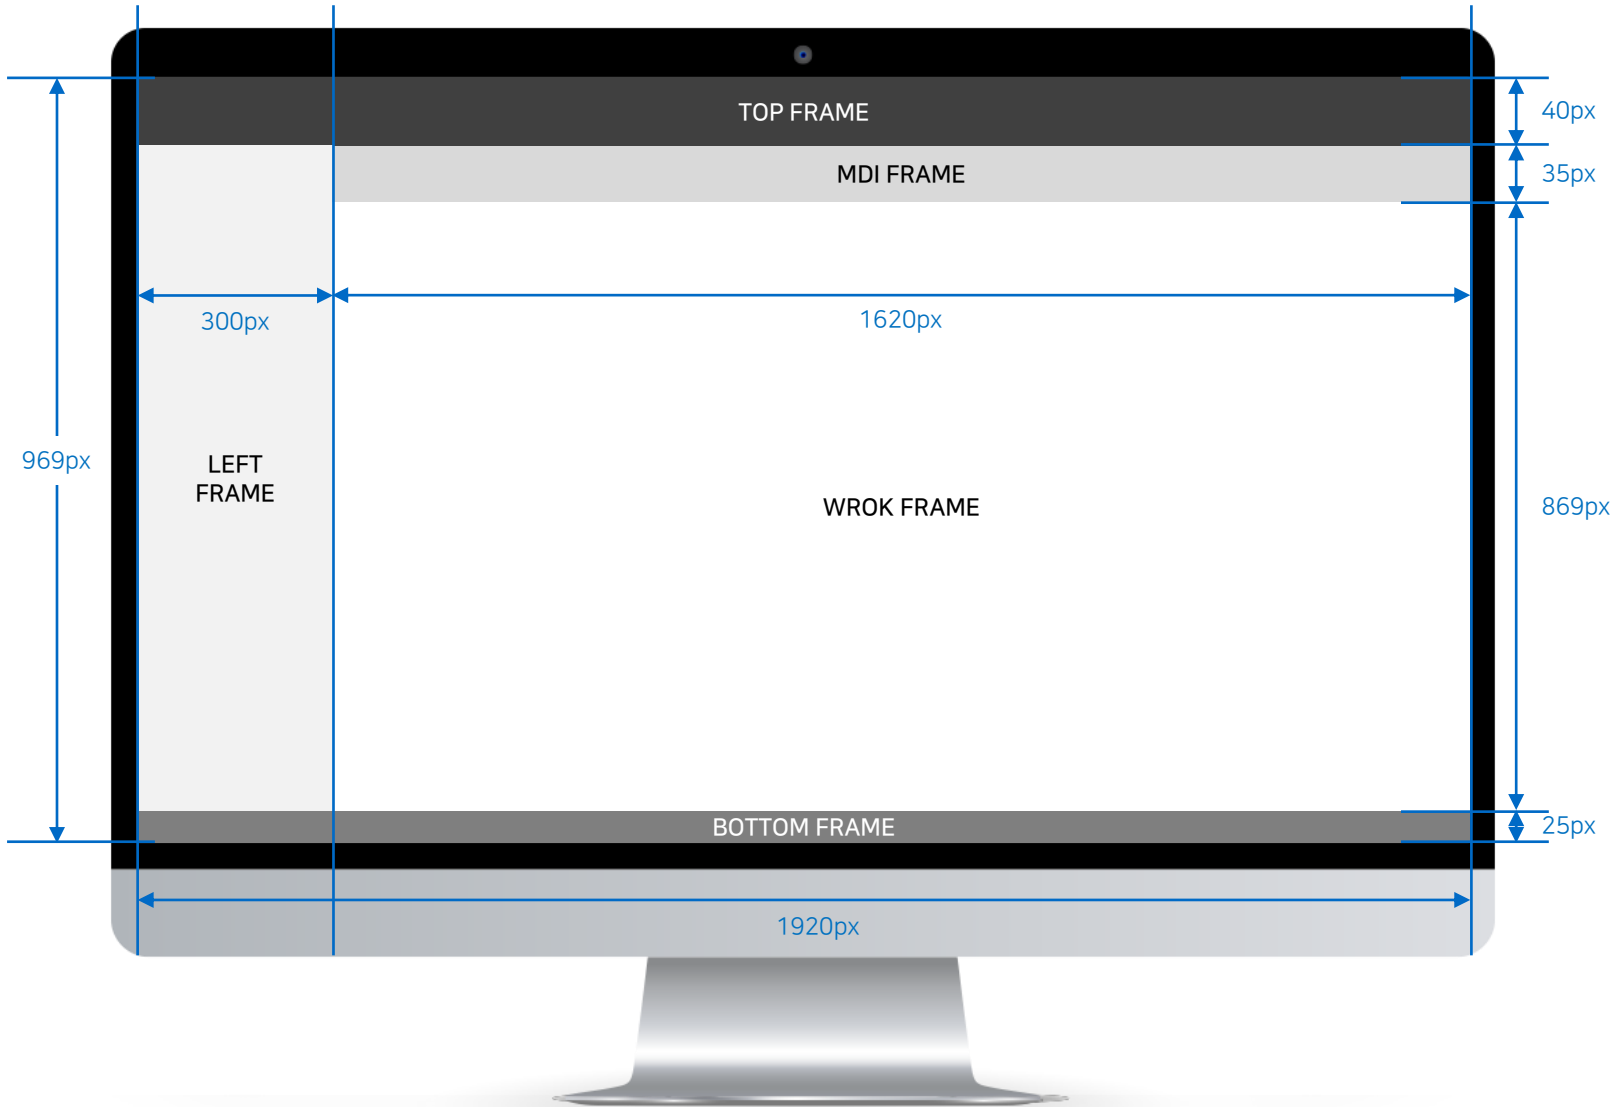 TOP FRAME
40px
MDI FRAME
35px
300px
1620px
969px
LEFT
FRAME
WROK FRAME
869px
BOTTOM FRAME
25px
1920px